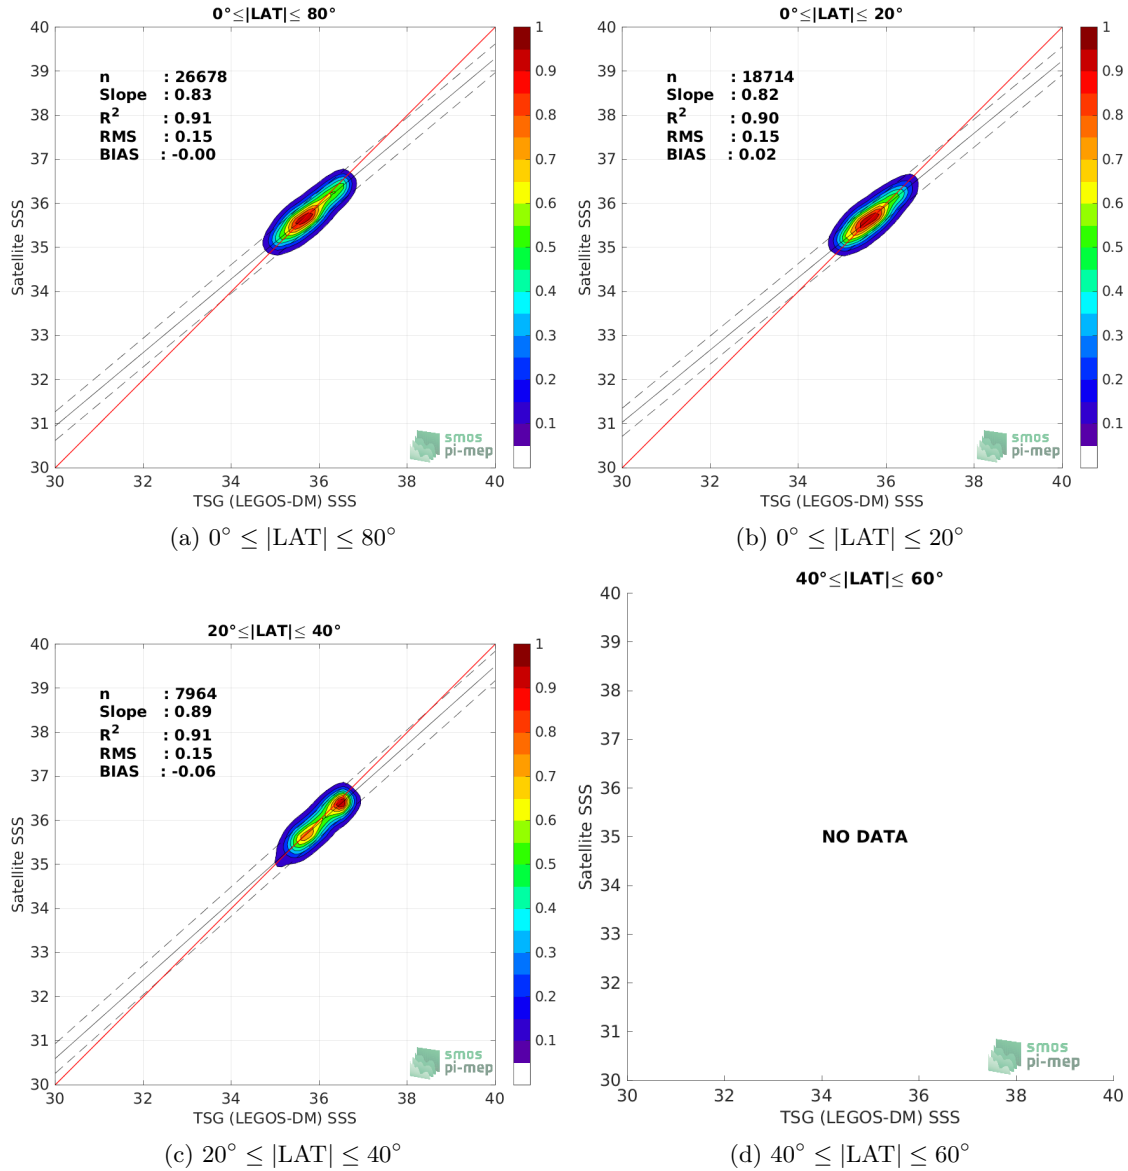 0°≤|LAT|≤ 80°
40
39
38
37
36
35
34
33
32
31
30
Satellite SSS
n : 26678
Slope : 0.83
R² : 0.91
RMS : 0.15
BIAS : -0.00
1
0.9
0.8
0.7
0.6
0.5
0.4
0.3
0.2
0.1
smos
pi-mep
30 32 34 36 38 40
TSG (LEGOS-DM) SSS
(a) 0° ≤ |LAT| ≤ 80°
0°≤|LAT|≤ 20°
40
39
38
37
36
35
34
33
32
31
30
Satellite SSS
n : 18714
Slope : 0.82
R² : 0.90
RMS : 0.15
BIAS : 0.02
1
0.9
0.8
0.7
0.6
0.5
0.4
0.3
0.2
0.1
smos
pi-mep
30 32 34 36 38 40
TSG (LEGOS-DM) SSS
(b) 0° ≤ |LAT| ≤ 20°
20°≤|LAT|≤ 40°
40
39
38
37
36
35
34
33
32
31
30
Satellite SSS
n : 7964
Slope : 0.89
R² : 0.91
RMS : 0.15
BIAS : -0.06
1
0.9
0.8
0.7
0.6
0.5
0.4
0.3
0.2
0.1
smos
pi-mep
30 32 34 36 38 40
TSG (LEGOS-DM) SSS
(c) 20° ≤ |LAT| ≤ 40°
40°≤|LAT|≤ 60°
40
39
38
37
36
35
34
33
32
31
30
Satellite SSS
NO DATA
smos
pi-mep
30 32 34 36 38 40
TSG (LEGOS-DM) SSS
(d) 40° ≤ |LAT| ≤ 60°